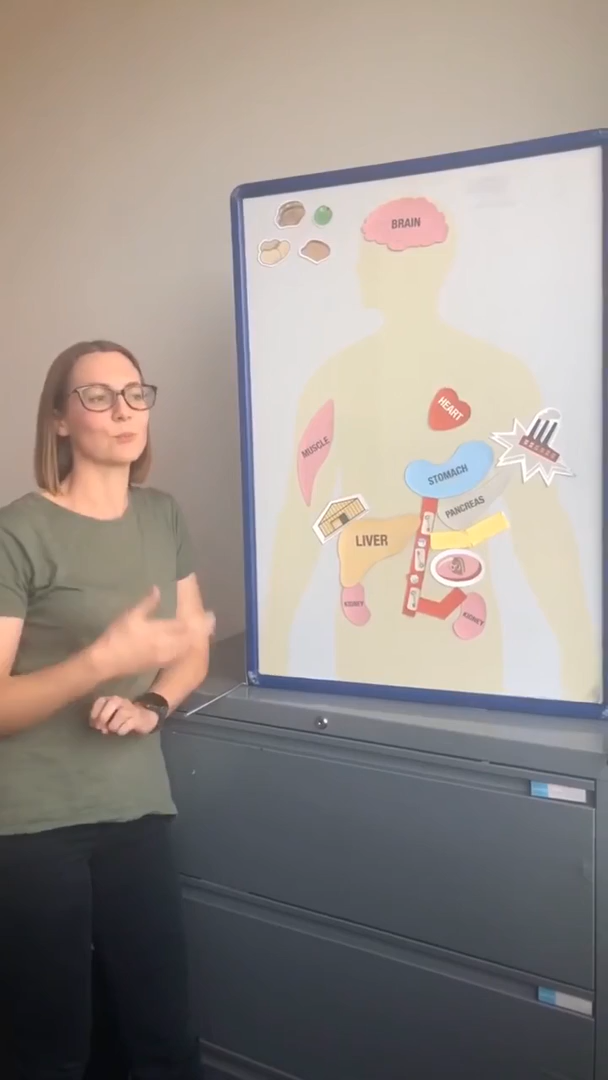 BRAIN
HEART
MUSCLE
STOMACH
PANCREAS
LIVER
KIDNEY
KIDNEY